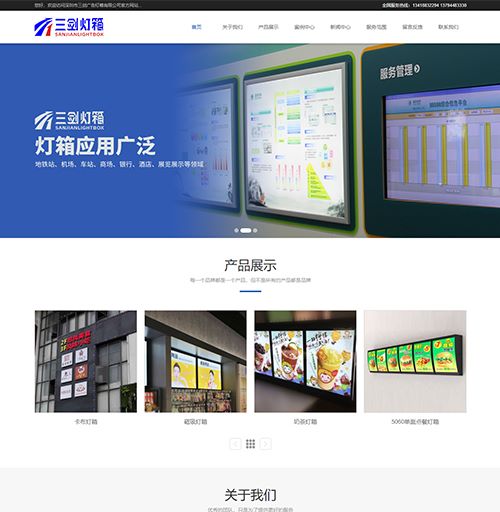 您好，欢迎访问深圳市三剑广告灯箱有限公司官方网站...
全国服务热线：13418832294 13794483330
三剑灯箱
SANJIANLIGHTBOX
首页 关于我们 产品展示 案例中心 新闻中心 服务范围 留言反馈 联系我们
服务管理
三剑灯箱
SANJIANLIGHTBOX
灯箱应用广泛
地铁站、机场、车站、商场、银行、酒店、展览展示等领域
产品展示
每一个品牌都是一个产品，但不是所有的产品都是品牌
卡布灯箱 磁吸灯箱 奶茶灯箱 5060单面点餐灯箱
关于我们
优秀的团队，只是为了提供更好的服务